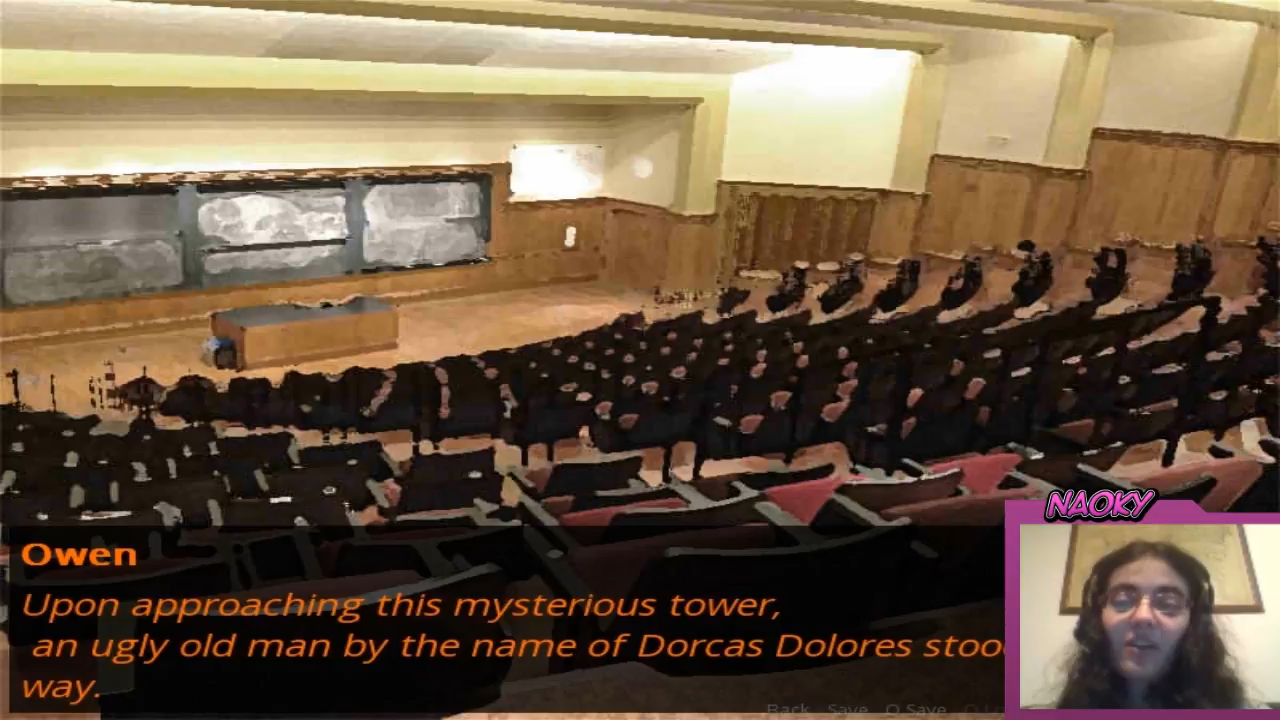 NAOKY
Owen
Upon approaching this mysterious tower,
an ugly old man by the name of Dorcas Dolores
way.
Back Save Q.Save